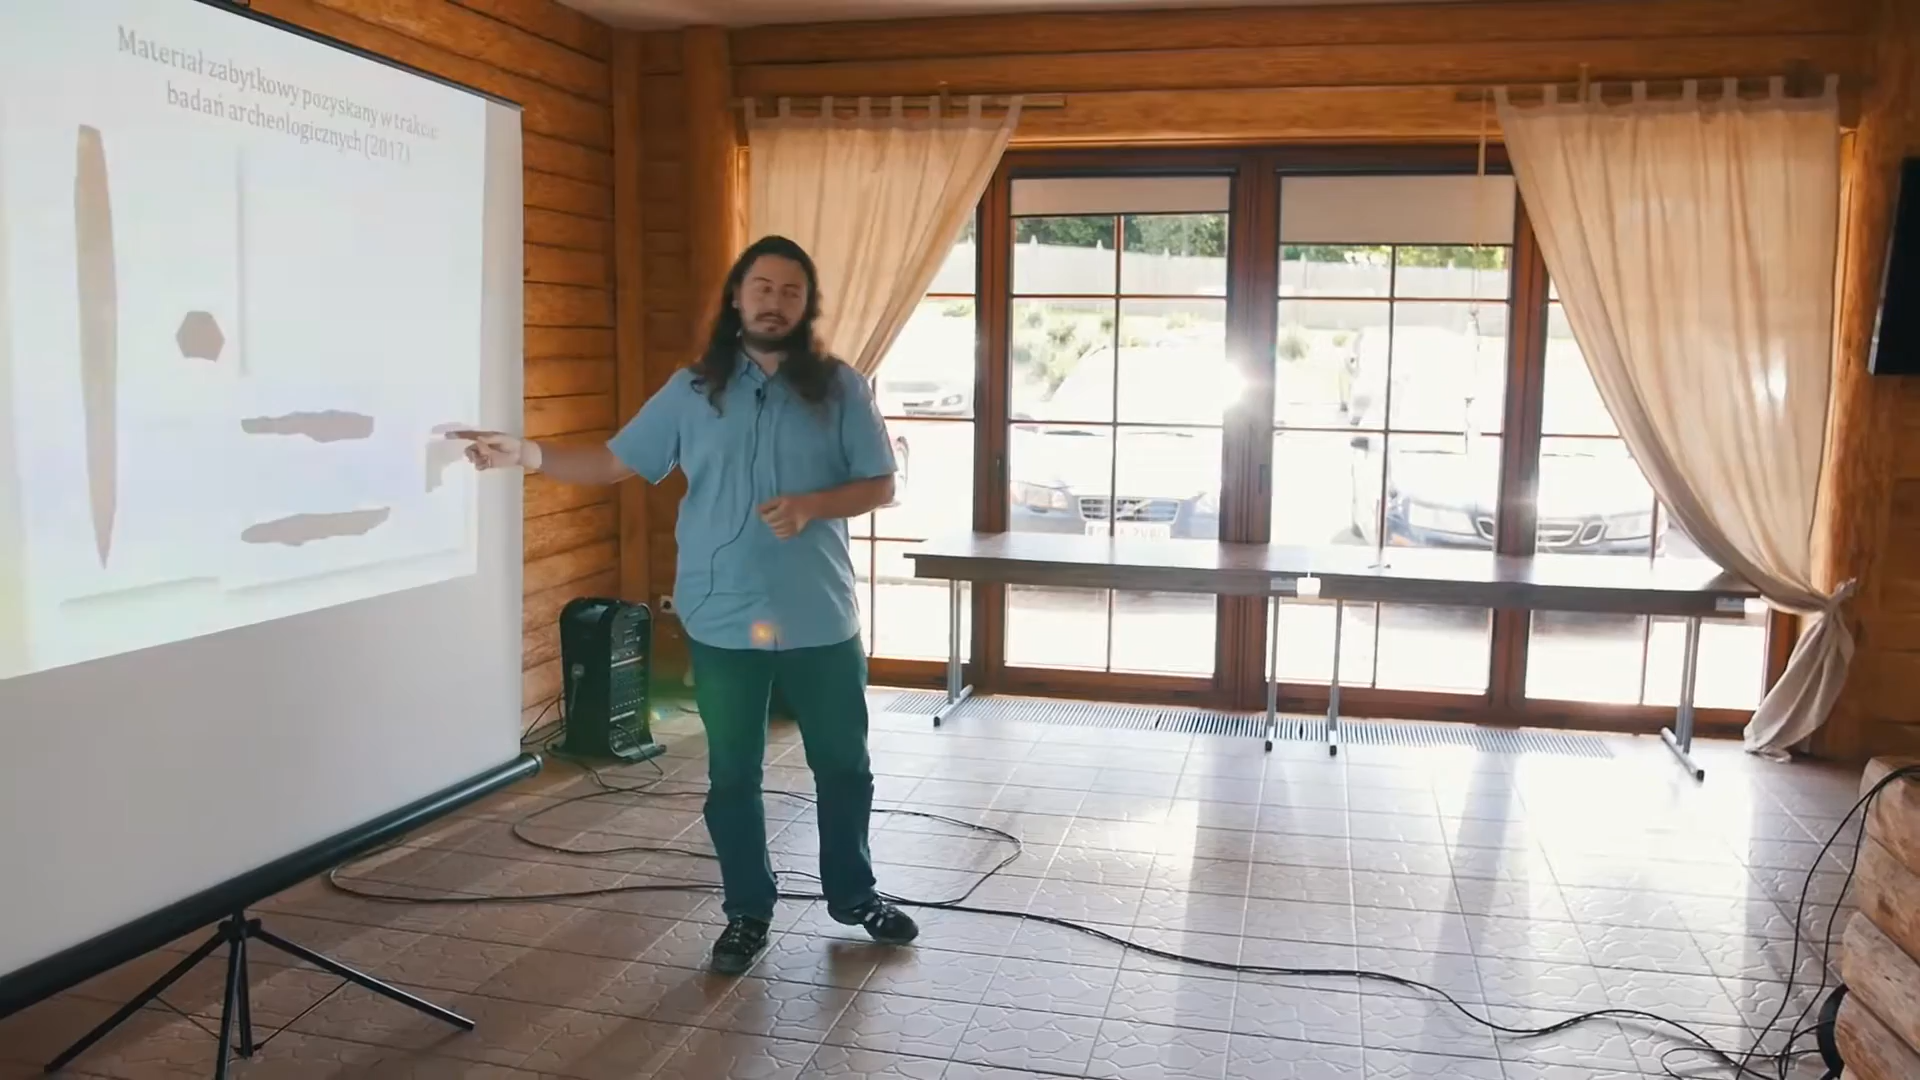 Materiał zabytkowy pozyskany w trakcie
badań archeologicznych (2017)